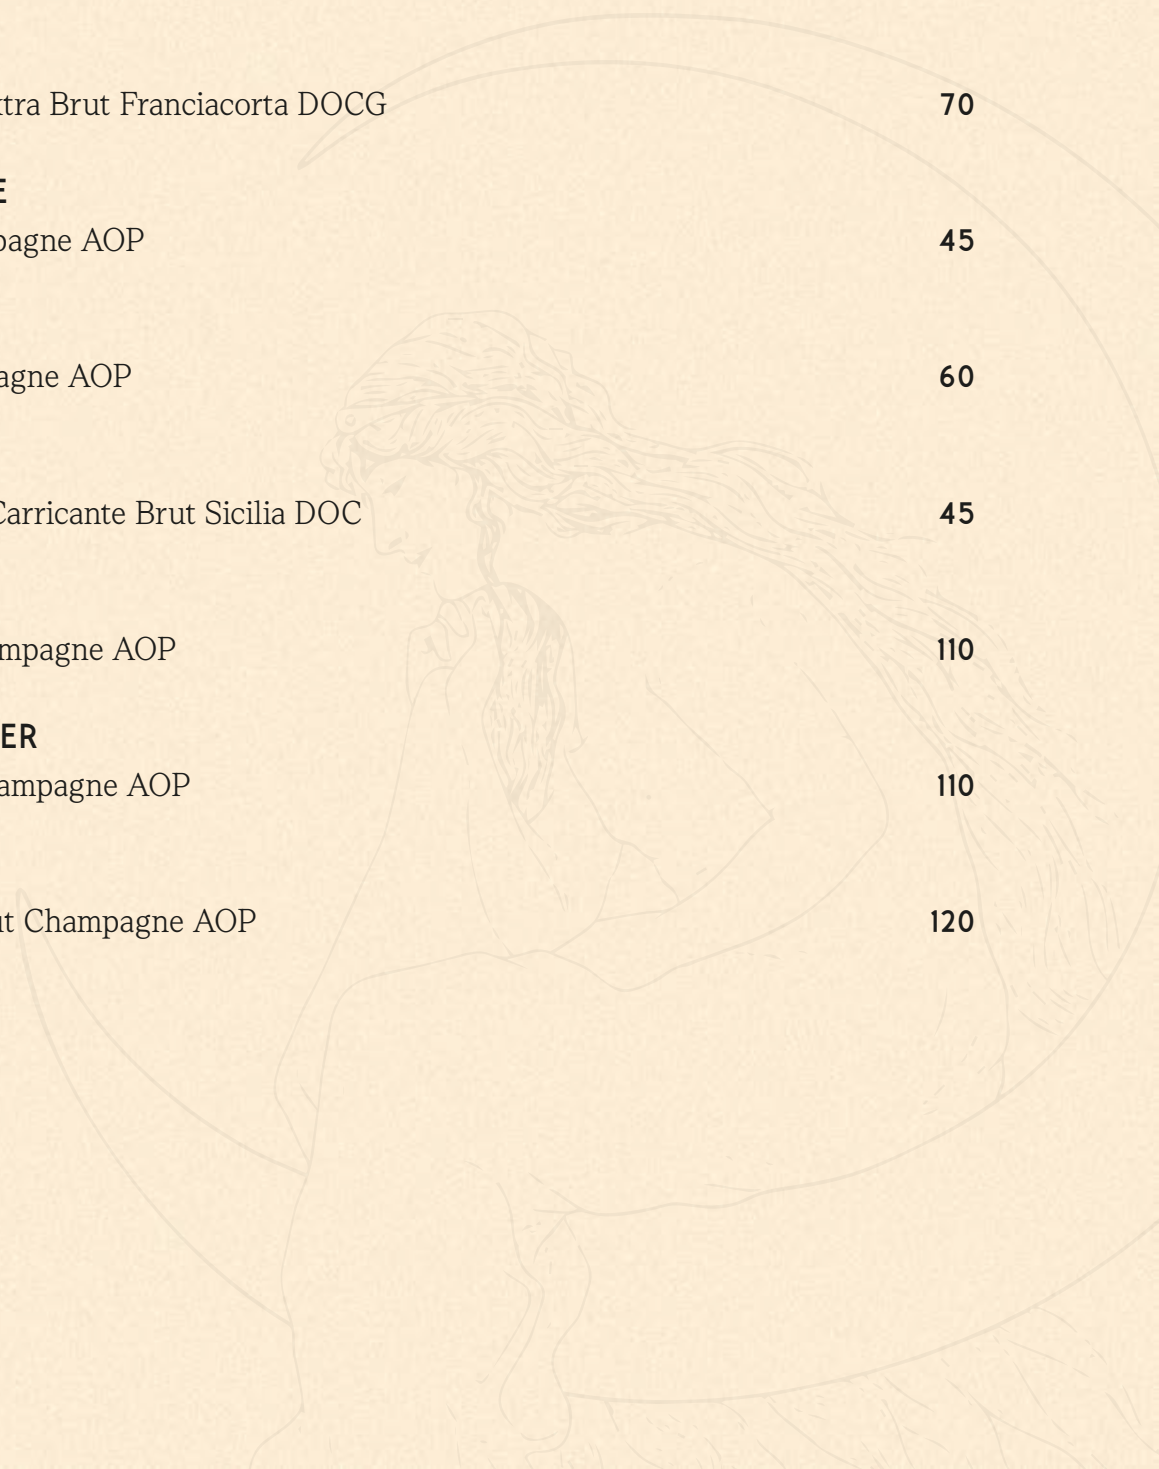 xtra Brut Franciacorta DOCG 70
E
pagne AOP 45
agne AOP 60
Carricante Brut Sicilia DOC 45
mpagne AOP 110
ER
ampagne AOP 110
ut Champagne AOP 120